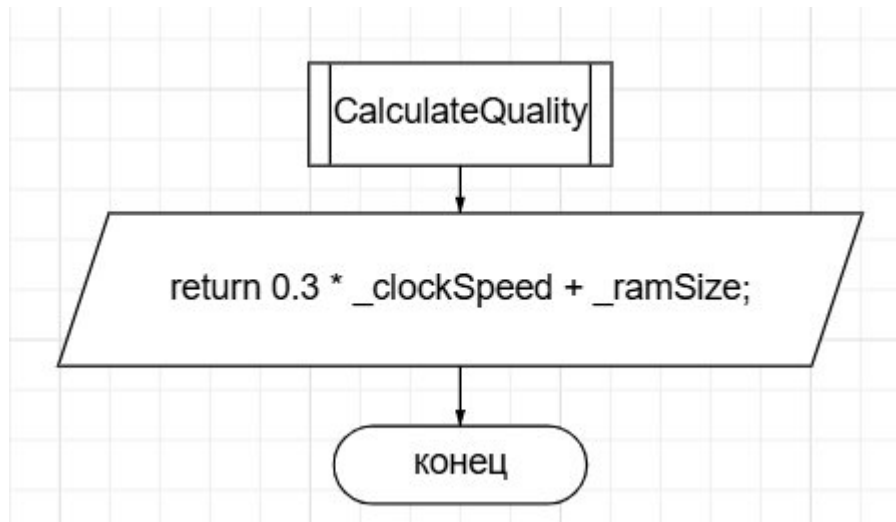 CalculateQuality
return 0.3 * _clockSpeed + _ramSize;
конец